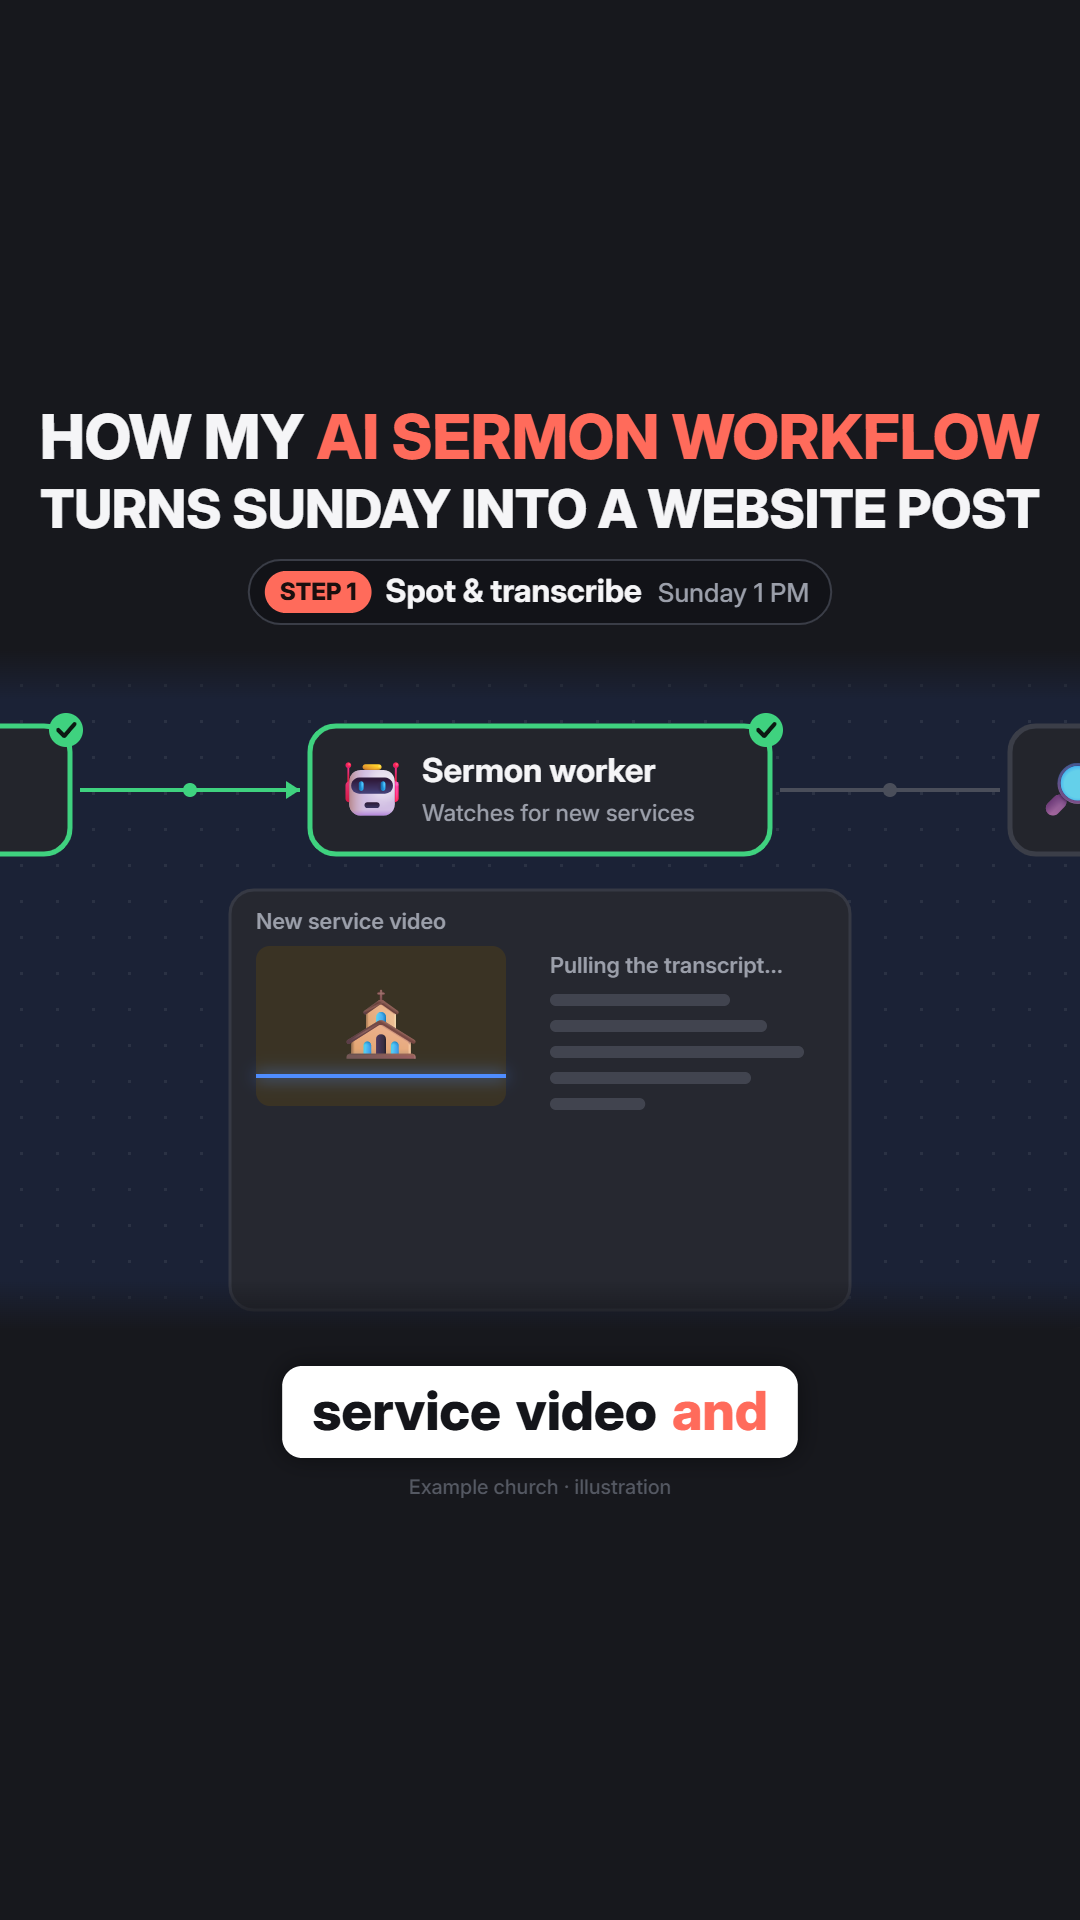 HOW MY AI SERMON WORKFLOW
TURNS SUNDAY INTO A WEBSITE POST
STEP 1 Spot & transcribe Sunday 1 PM
Sermon worker
Watches for new services
New service video
Pulling the transcript...
service video and
Example church · illustration